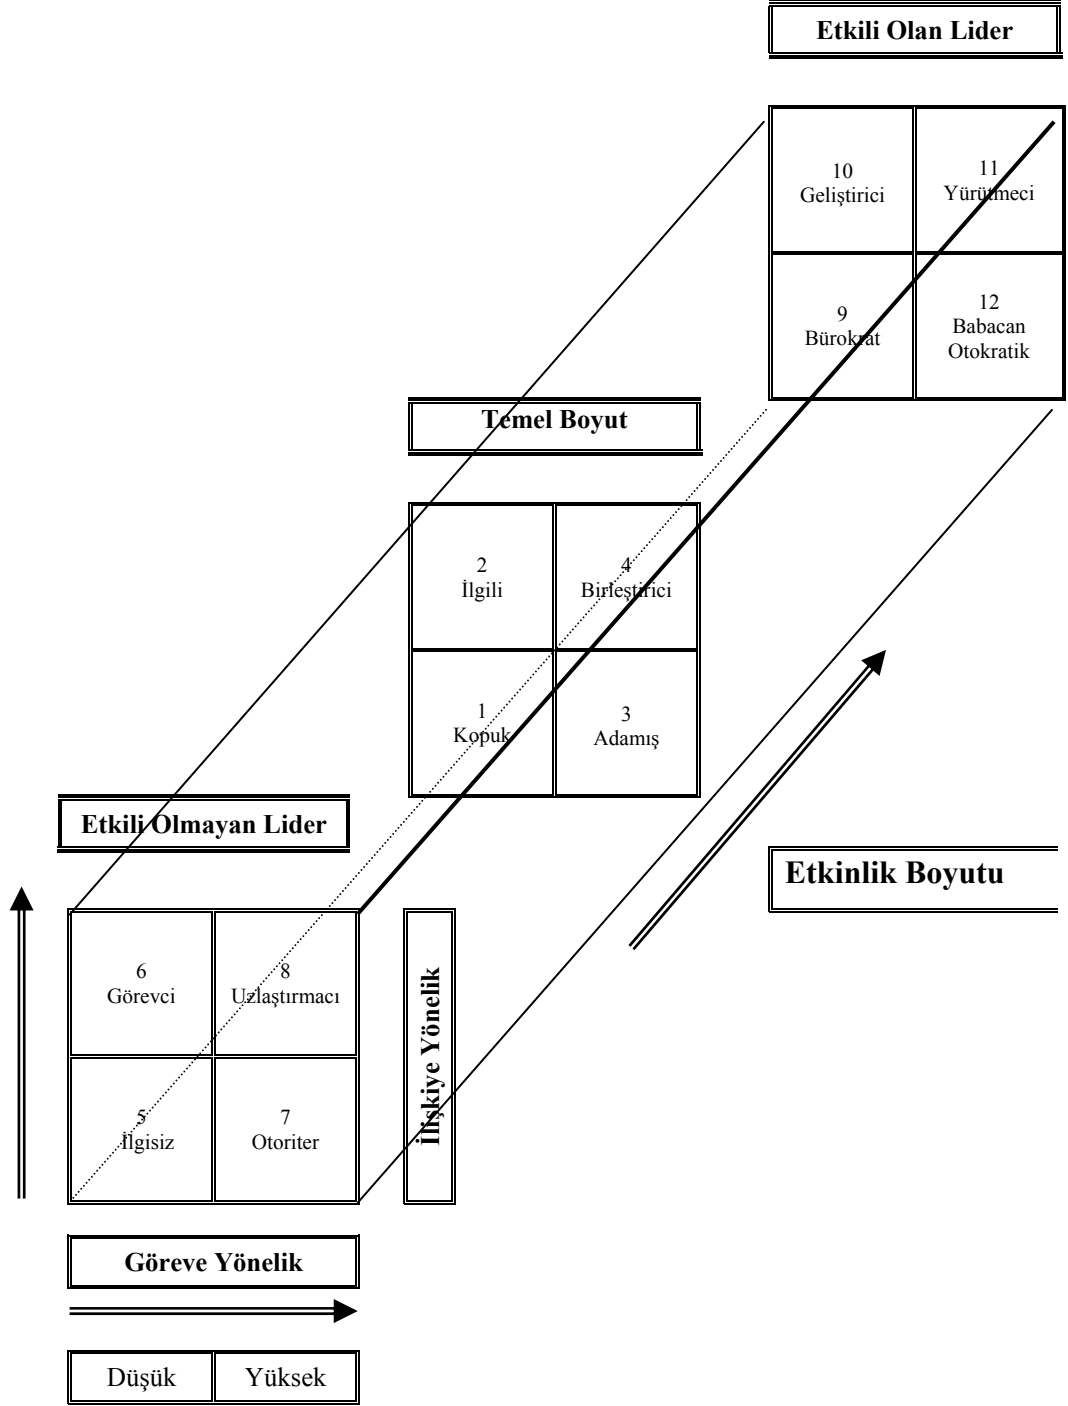 Etkili Olan Lider
10
Geliştirici
11
Yürütmeci
9
Bürokrat
12
Babacan
Otokratik
Temel Boyut
2
İlgili
4
Birleştirici
1
Kopuk
3
Adamış
Etkili Olmayan Lider
Etkinlik Boyutu
6
Görevci
8
Uzlaştırmacı
5
İlgisiz
7
Otoriter
İlişkiye Yönelik
Göreve Yönelik
Düşük
Yüksek